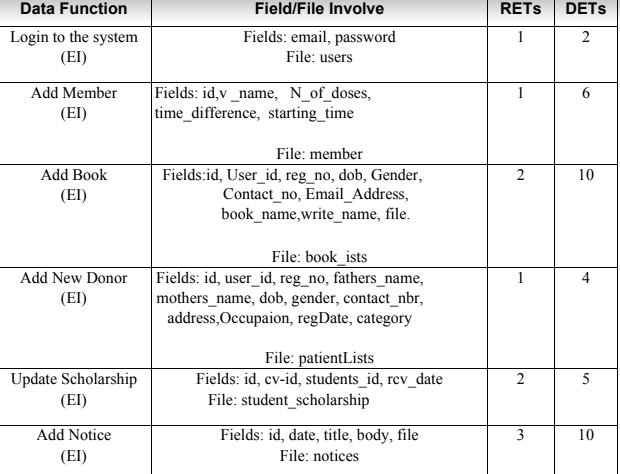 Data Function Field/File Involve RETs DETs
Login to the system Fields: email, password 1 2
(EI) File: users
Add Member Fields: id,v _name, N_of_doses, 1 6
(EI) time_difference, starting_time
File: member
Add Book Fields:id, User_id, reg_no, dob, Gender, 2 10
(EI) Contact_no, Email_Address,
book_name,write_name, file.
File: book_ists
Add New Donor Fields: id, user_id, reg_no, fathers_name, 1 4
(EI) mothers_name, dob, gender, contact_nbr,
address,Occupaion, regDate, category
File: patientLists
Update Scholarship Fields: id, cv-id, students_id, rcv_date 2 5
(EI) File: student_scholarship
Add Notice Fields: id, date, title, body, file 3 10
(EI) File: notices